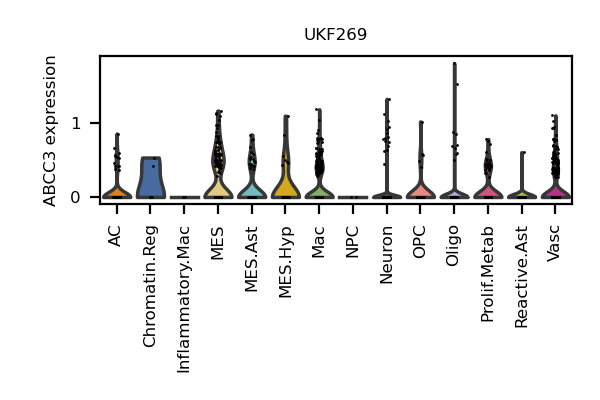 UKF269
ABCC3 expression
1
0
AC
Chromatin.Reg
Inflammatory.Mac
MES
MES.Ast
MES.Hyp
Mac
NPC
Neuron
OPC
Oligo
Prolif.Metab
Reactive.Ast
Vasc